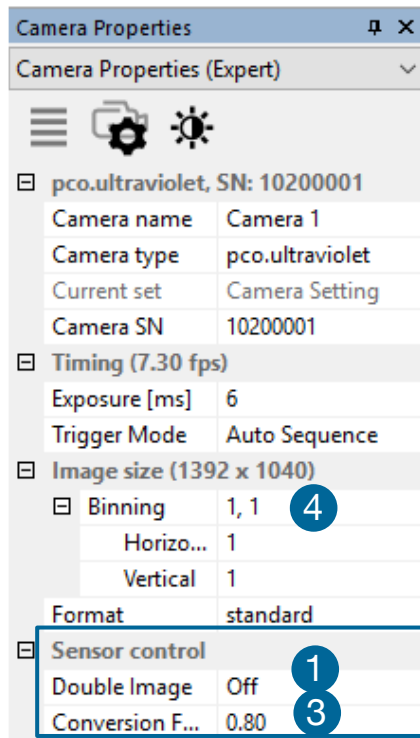 Camera Properties
Camera Properties (Expert)
pco.ultraviolet, SN: 10200001
Camera name Camera 1
Camera type pco.ultraviolet
Current set Camera Setting
Camera SN 10200001
Timing (7.30 fps)
Exposure [ms] 6
Trigger Mode Auto Sequence
Image size (1392 x 1040)
Binning 1, 1 4
Horizo... 1
Vertical 1
Format standard
Sensor control
Double Image Off 1
Conversion F... 0.80 3